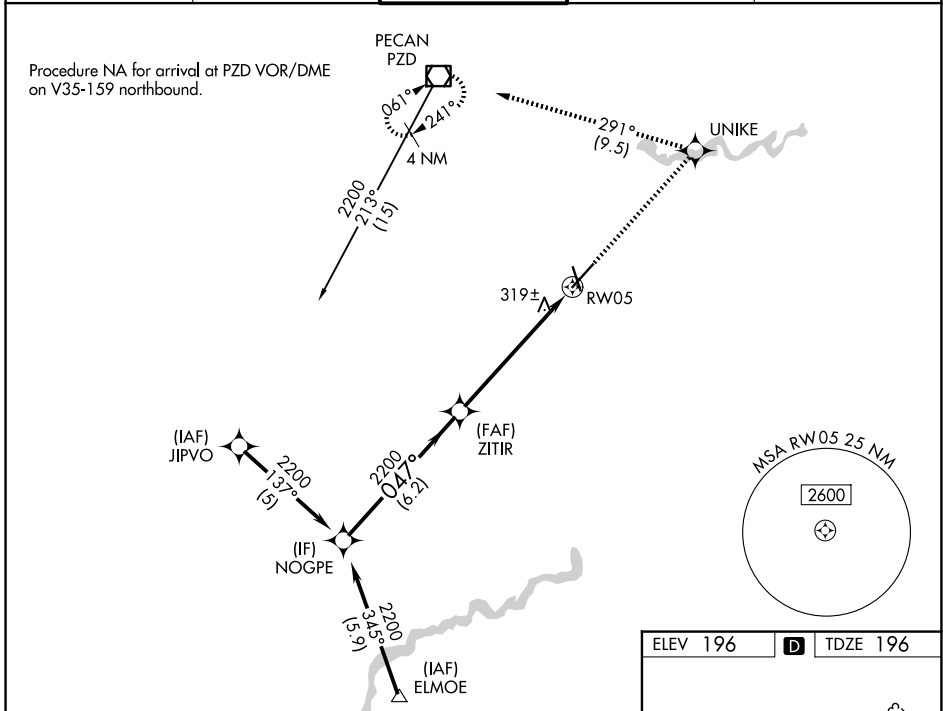 Procedure NA for arrival at PZD VOR/DME
on V35-159 northbound.
PECAN
PZD
061°
241°
4 NM
2200
213°
(15)
291°
(9.5)
UNIKE
319±
RW05
(FAF)
ZITIR
(IAF)
JIPVO
2200
137°
(5)
2200
047°
(6.2)
(IF)
NOGPE
2200
345°
(5.9)
(IAF)
ELMOE
MSA RW05 25 NM
2600
ELEV 196
D
TDZE 196